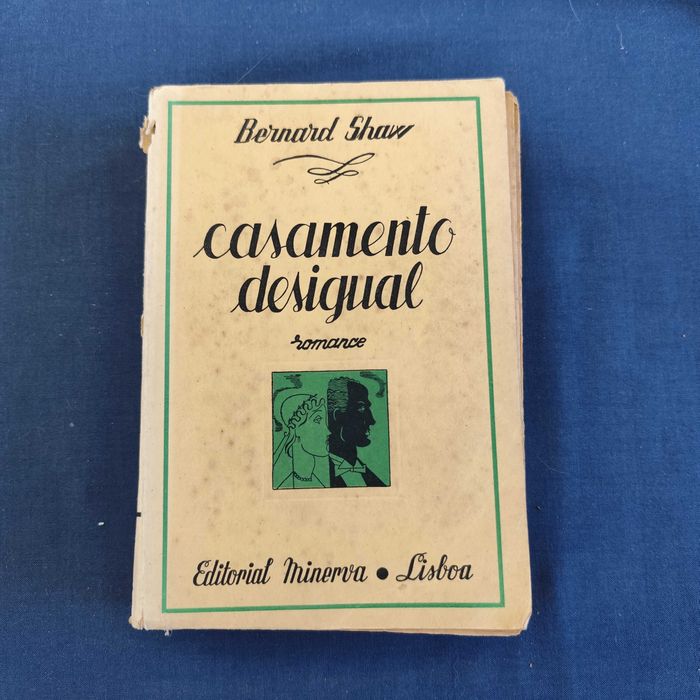 Bernard Shaw
casamento
desigual
romance
Editorial Minerva • Lisboa